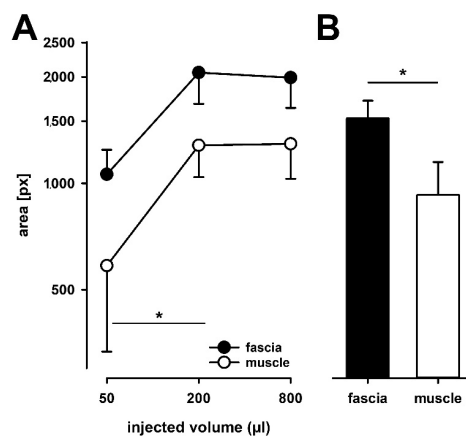 A
B
2500
2000
1500
1000
500
area [px]
*
*
fascia
muscle
50
200
800
injected volume (µl)
fascia
muscle